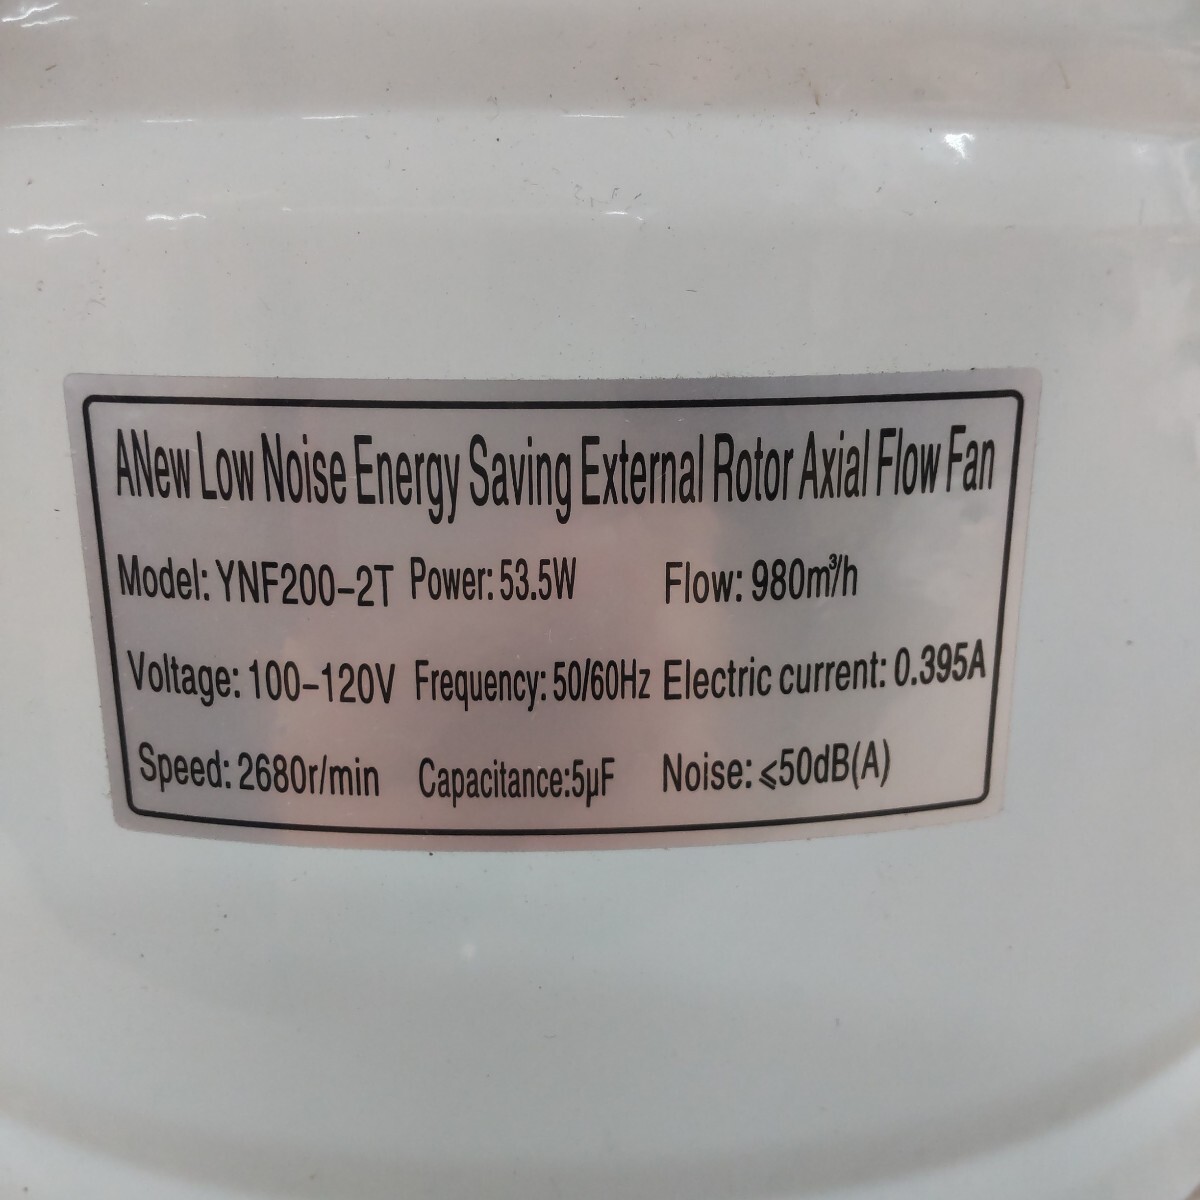 ANew Low Noise Energy Saving External Rotor Axial Flow Fan
Model: YNF200-2T Power: 53.5W Flow: 980m³/h
Voltage: 100-120V Frequency: 50/60Hz Electric current: 0.395A
Speed: 2680r/min Capacitance:5µF Noise: ⩽50dB(A)